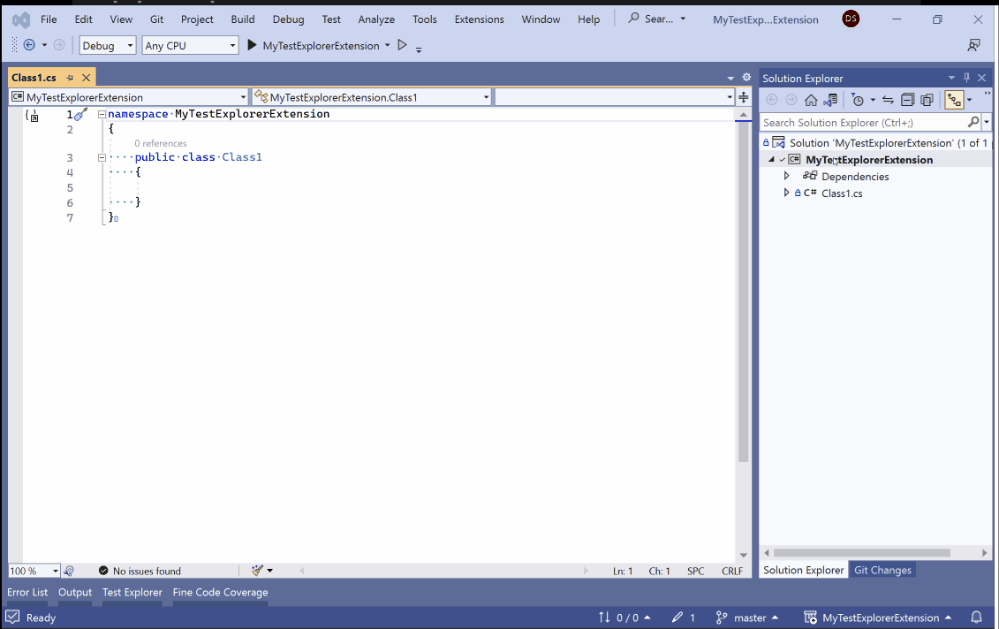 File Edit View Git Project Build Debug Test Analyze Tools Extensions Window Help Sear... MyTestExp...Extension DS
Debug Any CPU MyTestExplorerExtension
Class1.cs
Solution Explorer
MyTestExplorerExtension MyTestExplorerExtension.Class1
Search Solution Explorer (Ctrl+;)
1 namespace·MyTestExplorerExtension
2 {
0 references
3 ····public·class·Class1
4 ····{
5
6 ····}
7 }
Solution 'MyTestExplorerExtension' (1 of 1
C# MyTestExplorerExtension
Dependencies
C# Class1.cs
100 % No issues found Ln: 1 Ch: 1 SPC CRLF
Solution Explorer Git Changes
Error List Output Test Explorer Fine Code Coverage
Ready 0 / 0 1 master MyTestExplorerExtension